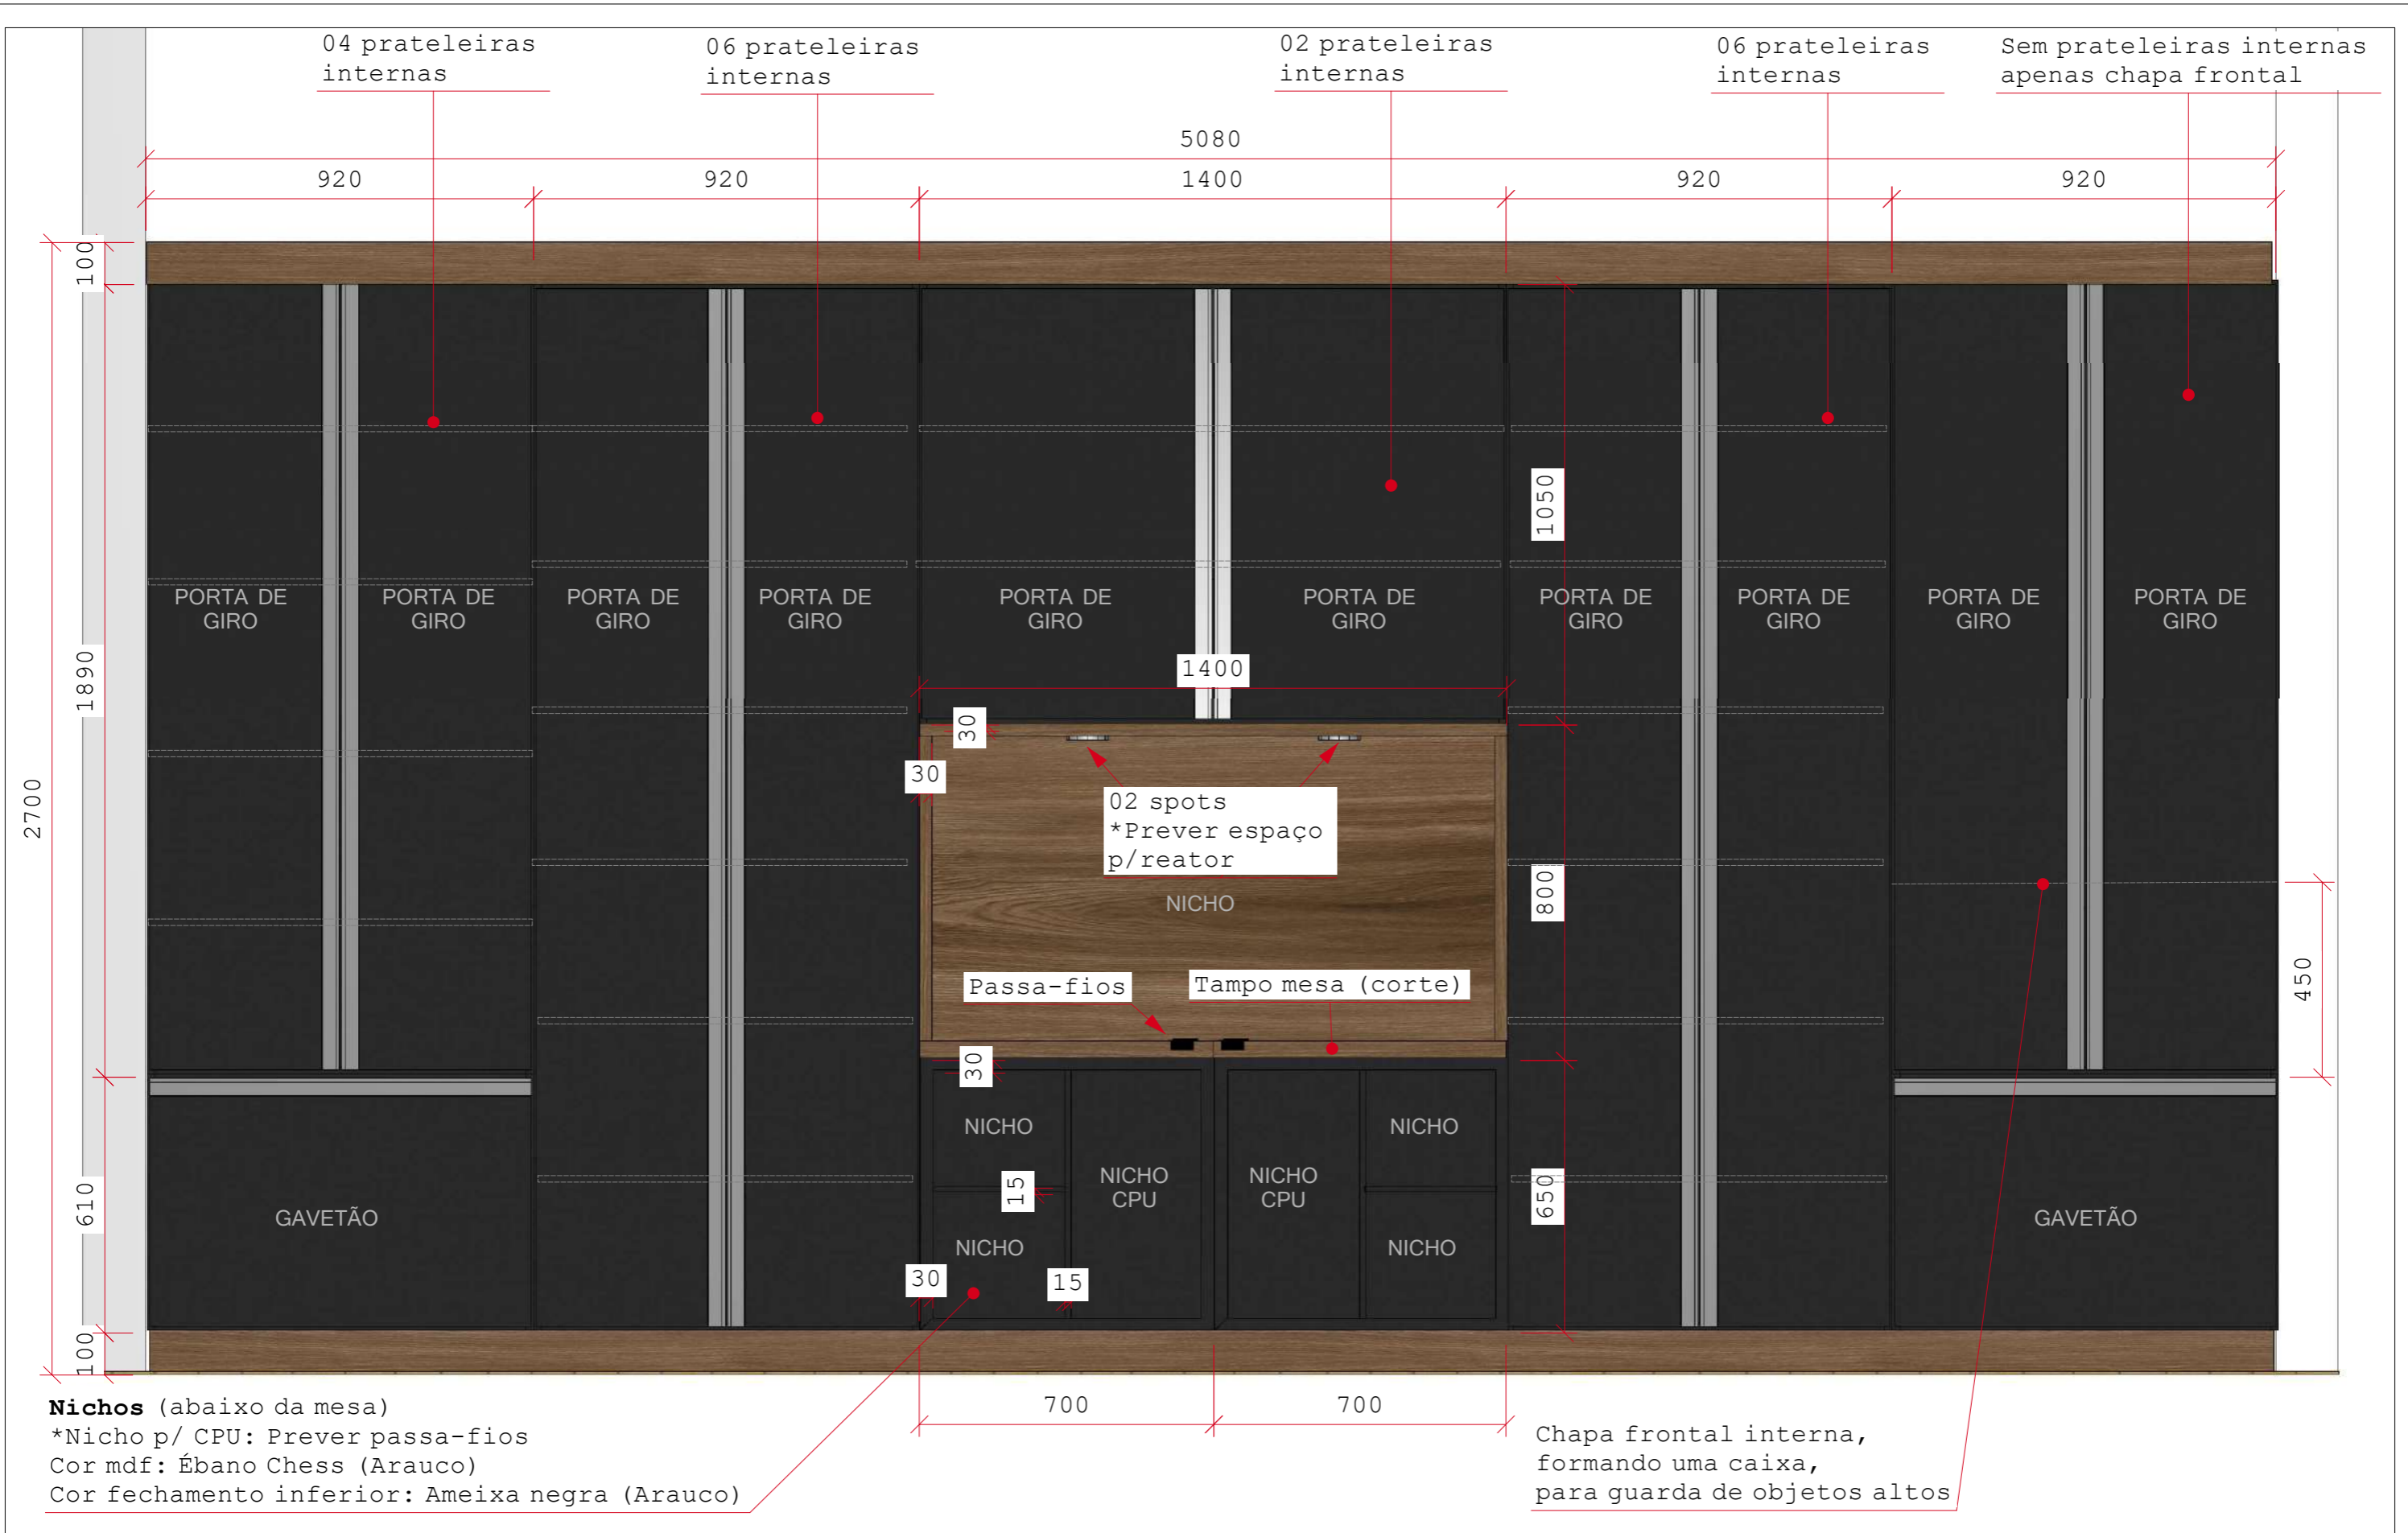 04 prateleiras
internas
06 prateleiras
internas
02 prateleiras
internas
06 prateleiras
internas
Sem prateleiras internas
apenas chapa frontal
5080
920
920
1400
920
920
100
1890
2700
610
100
PORTA DE
GIRO
PORTA DE
GIRO
PORTA DE
GIRO
PORTA DE
GIRO
PORTA DE
GIRO
PORTA DE
GIRO
PORTA DE
GIRO
PORTA DE
GIRO
PORTA DE
GIRO
PORTA DE
GIRO
1050
1400
30
30
02 spots
*Prever espaço
p/reator
NICHO
800
450
Passa-fios
Tampo mesa (corte)
30
NICHO
NICHO
CPU
NICHO
CPU
NICHO
15
650
NICHO
NICHO
30
15
GAVETÃO
GAVETÃO
700
700
Nichos (abaixo da mesa)
*Nicho p/ CPU: Prever passa-fios
Cor mdf: Ébano Chess (Arauco)
Cor fechamento inferior: Ameixa negra (Arauco)
Chapa frontal interna,
formando uma caixa,
para guarda de objetos altos